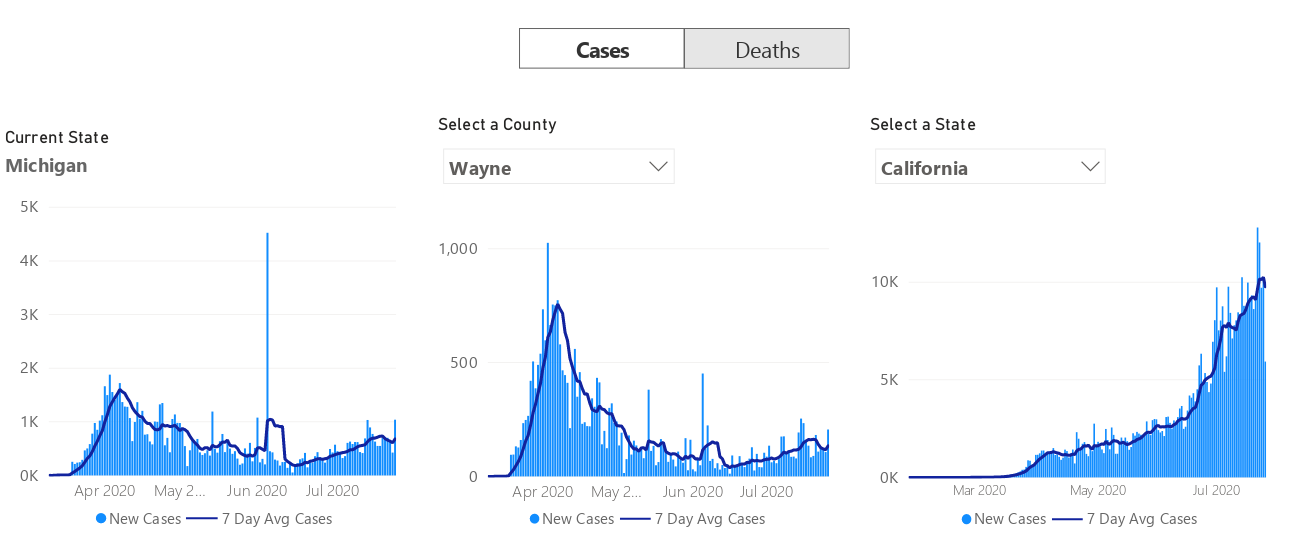 Cases
Deaths
Current State
Michigan
5K
4K
3K
2K
1K
0K
Apr 2020 May 2... Jun 2020 Jul 2020
New Cases 7 Day Avg Cases
Select a County
Wayne
1,000
500
0
Apr 2020 May 2... Jun 2020 Jul 2020
New Cases 7 Day Avg Cases
Select a State
California
10K
5K
0K
Mar 2020 May 2020 Jul 2020
New Cases 7 Day Avg Cases